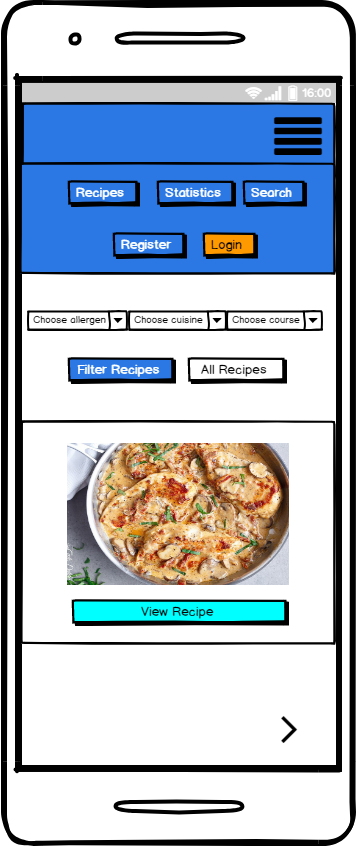 16:00
Recipes Statistics Search
Register Login
Choose allergen Choose cuisine Choose course
Filter Recipes All Recipes
View Recipe